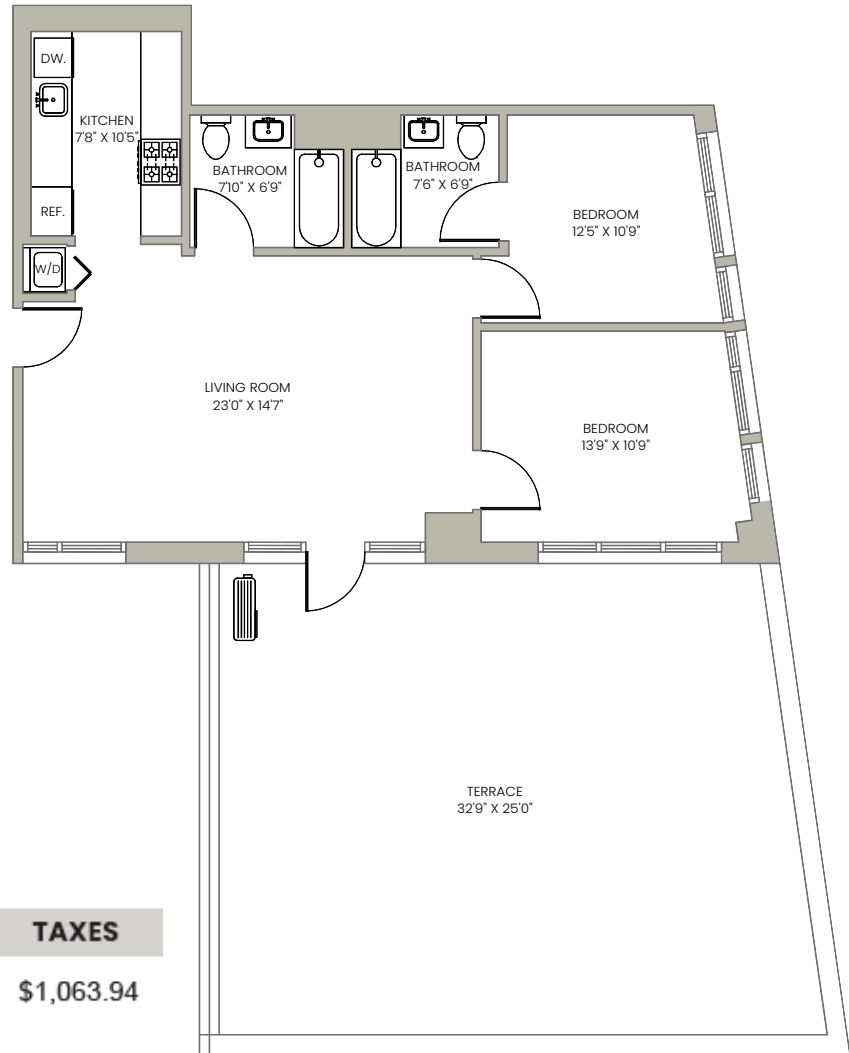 DW.
KITCHEN
7'8" X 10'5"
REF.
W/D
BATHROOM
7'10" X 6'9"
BATHROOM
7'6" X 6'9"
BEDROOM
12'5" X 10'9"
LIVING ROOM
23'0" X 14'7"
BEDROOM
13'9" X 10'9"
TERRACE
32'9" X 25'0"
TAXES
$1,063.94